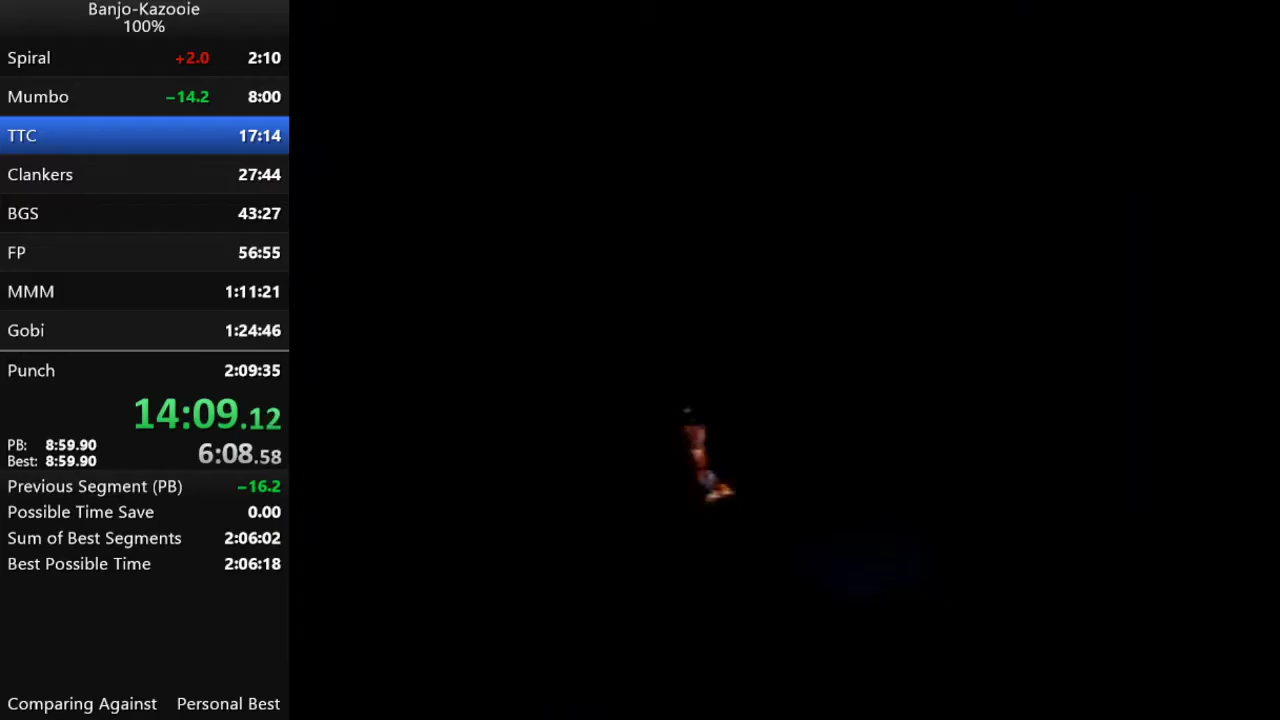 Banjo-Kazooie
100%
Spiral +2.0 2:10
Mumbo −14.2 8:00
TTC 17:14
Clankers 27:44
BGS 43:27
FP 56:55
MMM 1:11:21
Gobi 1:24:46
Punch 2:09:35
14:09.12
PB: 8:59.90
Best: 8:59.90
6:08.58
Previous Segment (PB) −16.2
Possible Time Save 0.00
Sum of Best Segments 2:06:02
Best Possible Time 2:06:18
Comparing Against Personal Best